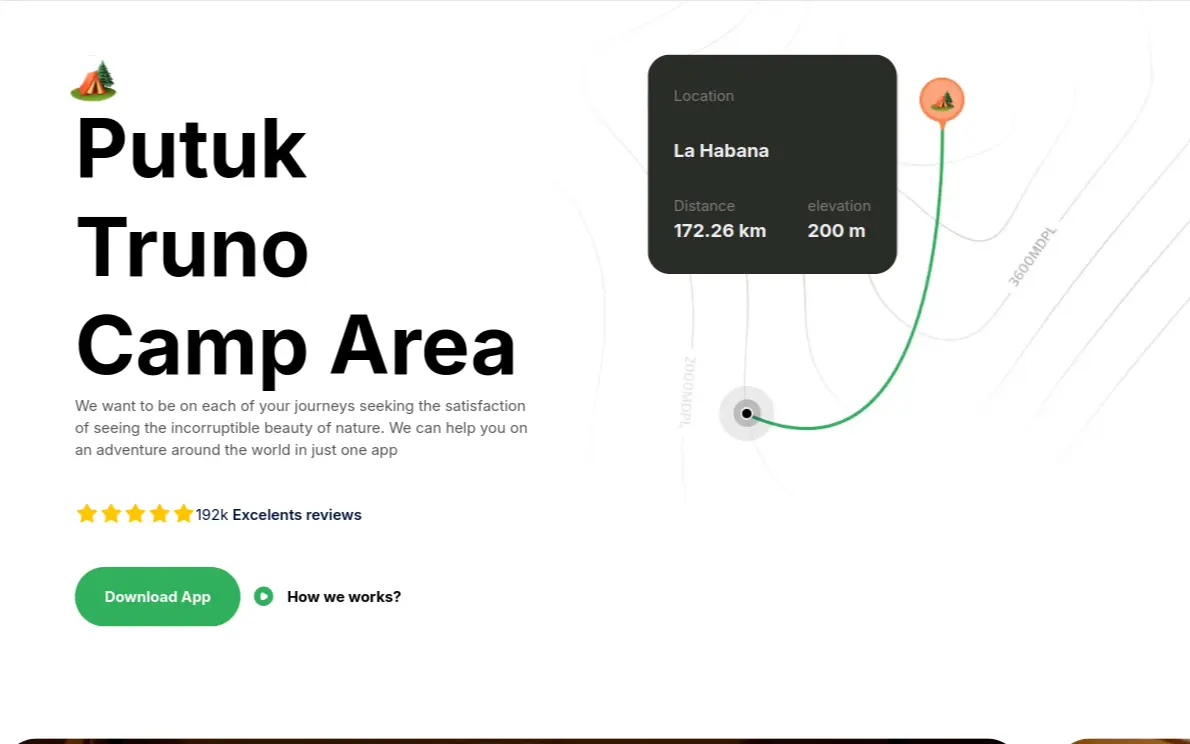 Putuk
Truno
Camp Area
We want to be on each of your journeys seeking the satisfaction
of seeing the incorruptible beauty of nature. We can help you on
an adventure around the world in just one app
192k Excelents reviews
Download App
How we works?
Location
La Habana
Distance
elevation
172.26 km
200 m
3600MDPL
2000MDPL